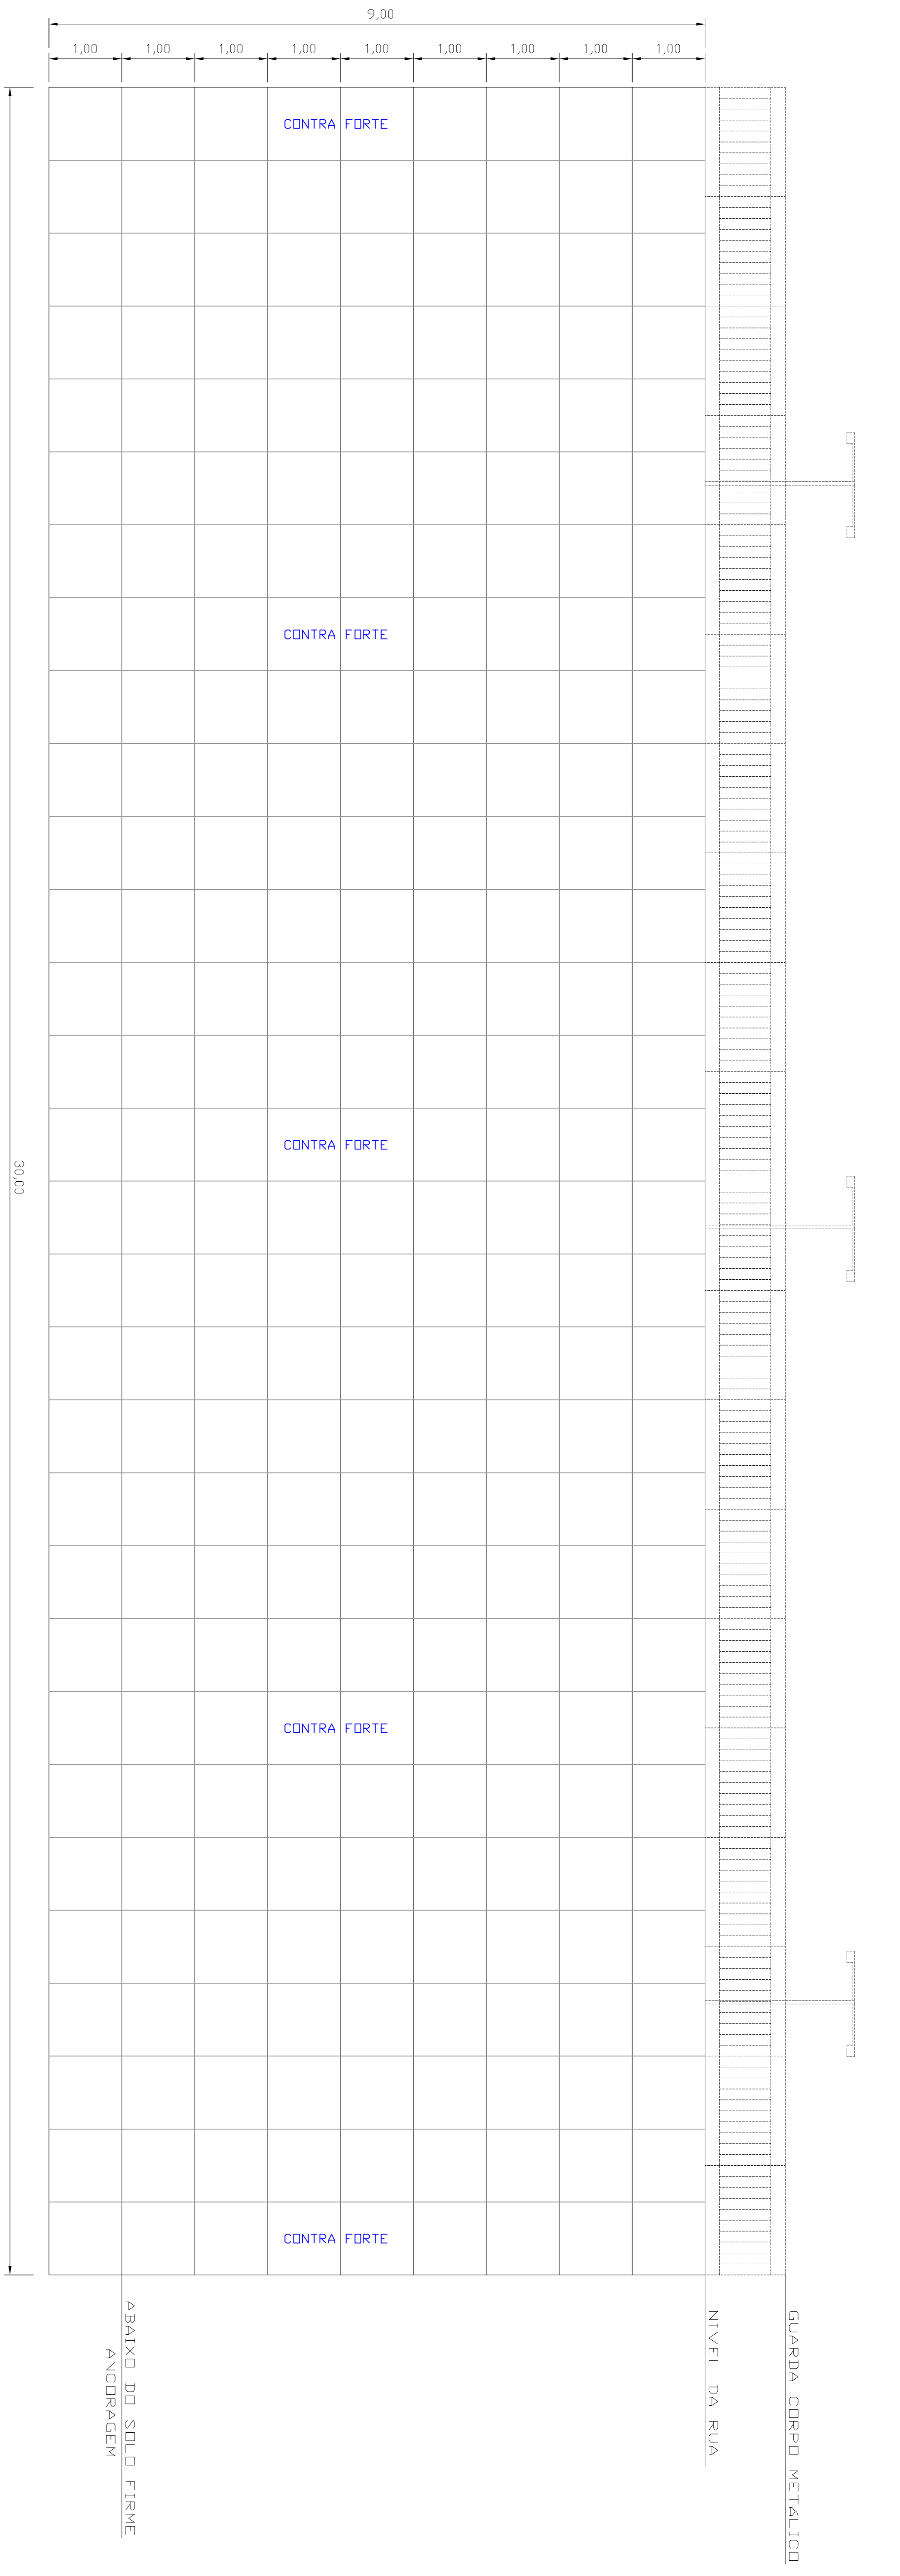 9,00
1,00 1,00 1,00 1,00 1,00 1,00 1,00 1,00 1,00
CONTRA FORTE
CONTRA FORTE
CONTRA FORTE
30,00
CONTRA FORTE
CONTRA FORTE
ABAIXO DO SOLO FIRME
ANCORAGEM
NIVEL DA RUA
GUARDA CORPO METÁLICO